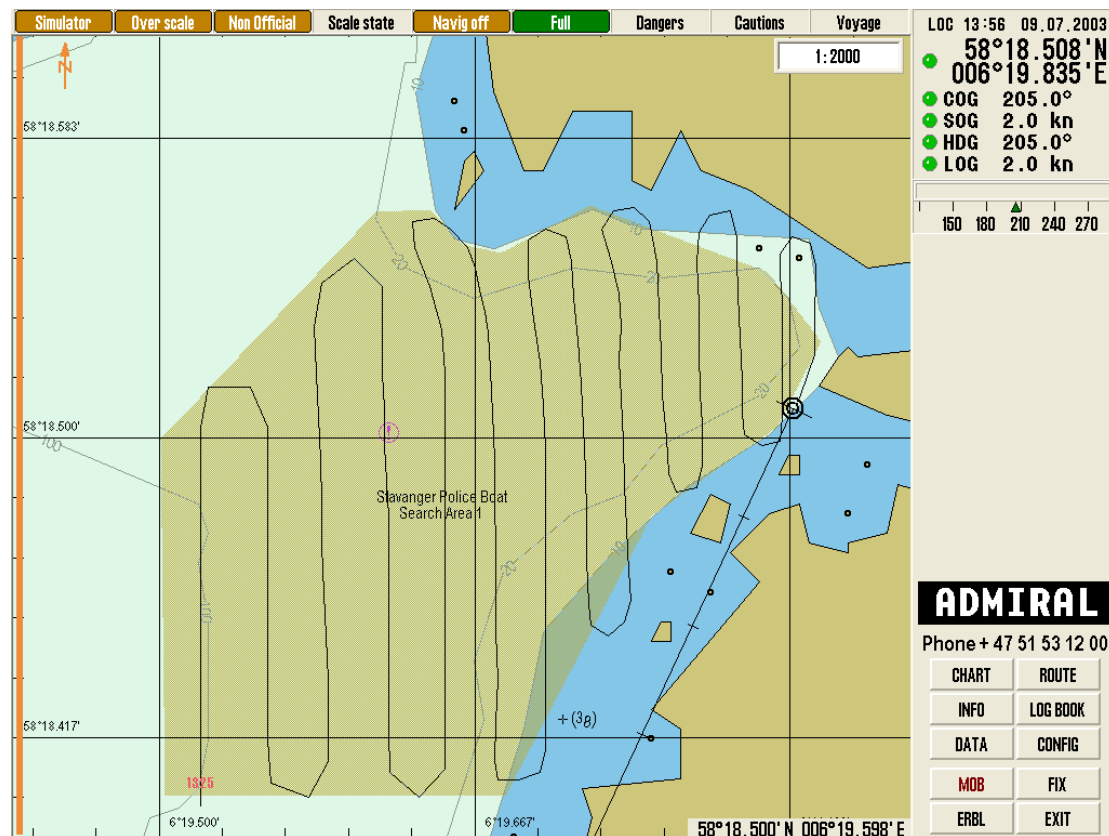 Simulator Over scale Non Official Scale state Navig off Full Dangers Cautions Voyage
LOC 13:56 09.07.2003
58°18.508'N
006°19.835'E
COG 205.0°
SOG 2.0 kn
HDG 205.0°
LOG 2.0 kn
150 180 210 240 270
N
1:2000
10
58°18.583'
10
20
20
20
58°18.500'
100
Stavanger Police Boat
Search Area 1
10
20
100
+(38)
58°18.417'
1325
6°19.500' 6°19.667'
58°18.500'N 006°19.598'E
ADMIRAL
Phone + 47 51 53 12 00
CHART ROUTE
INFO LOG BOOK
DATA CONFIG
MOB FIX
ERBL EXIT